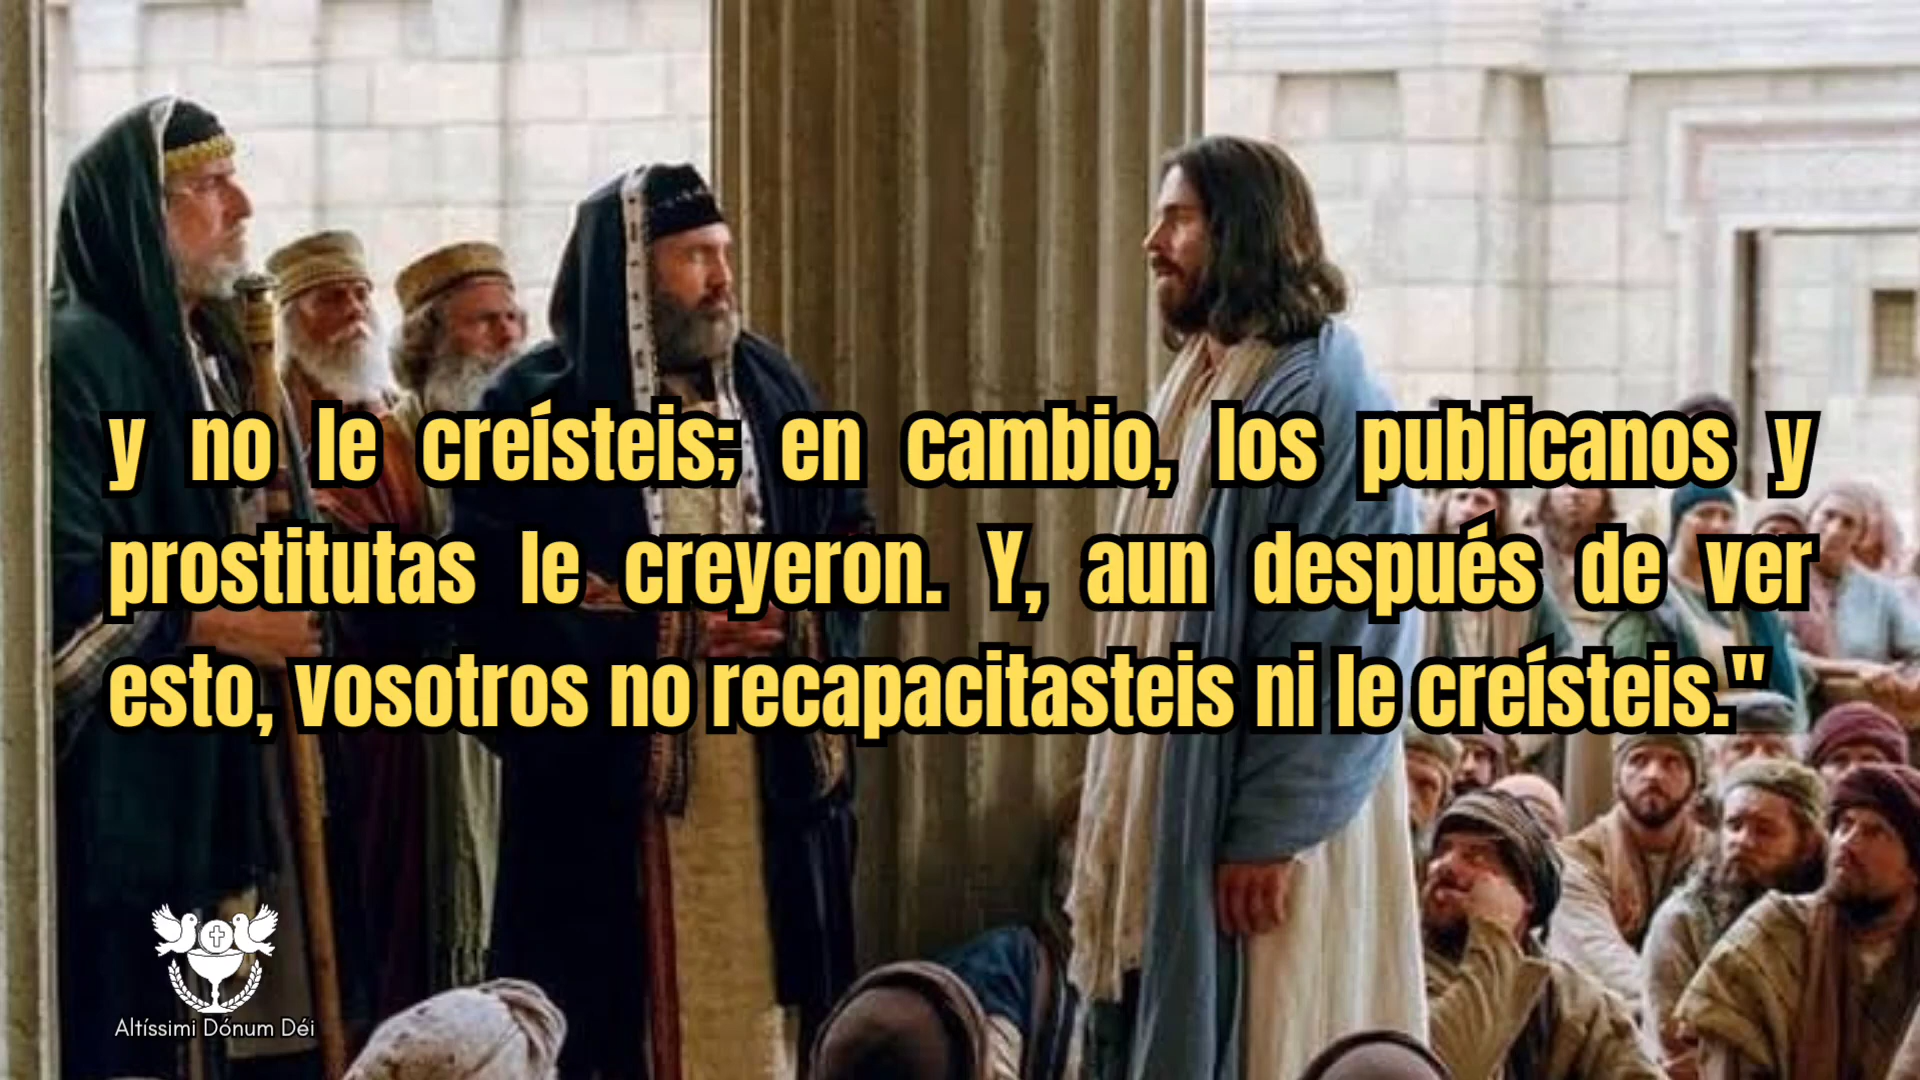 y no le creísteis; en cambio, los publicanos y
prostitutas le creyeron. Y, aun después de ver
esto, vosotros no recapacitasteis ni le creísteis."
Altíssimi Dónum Déi